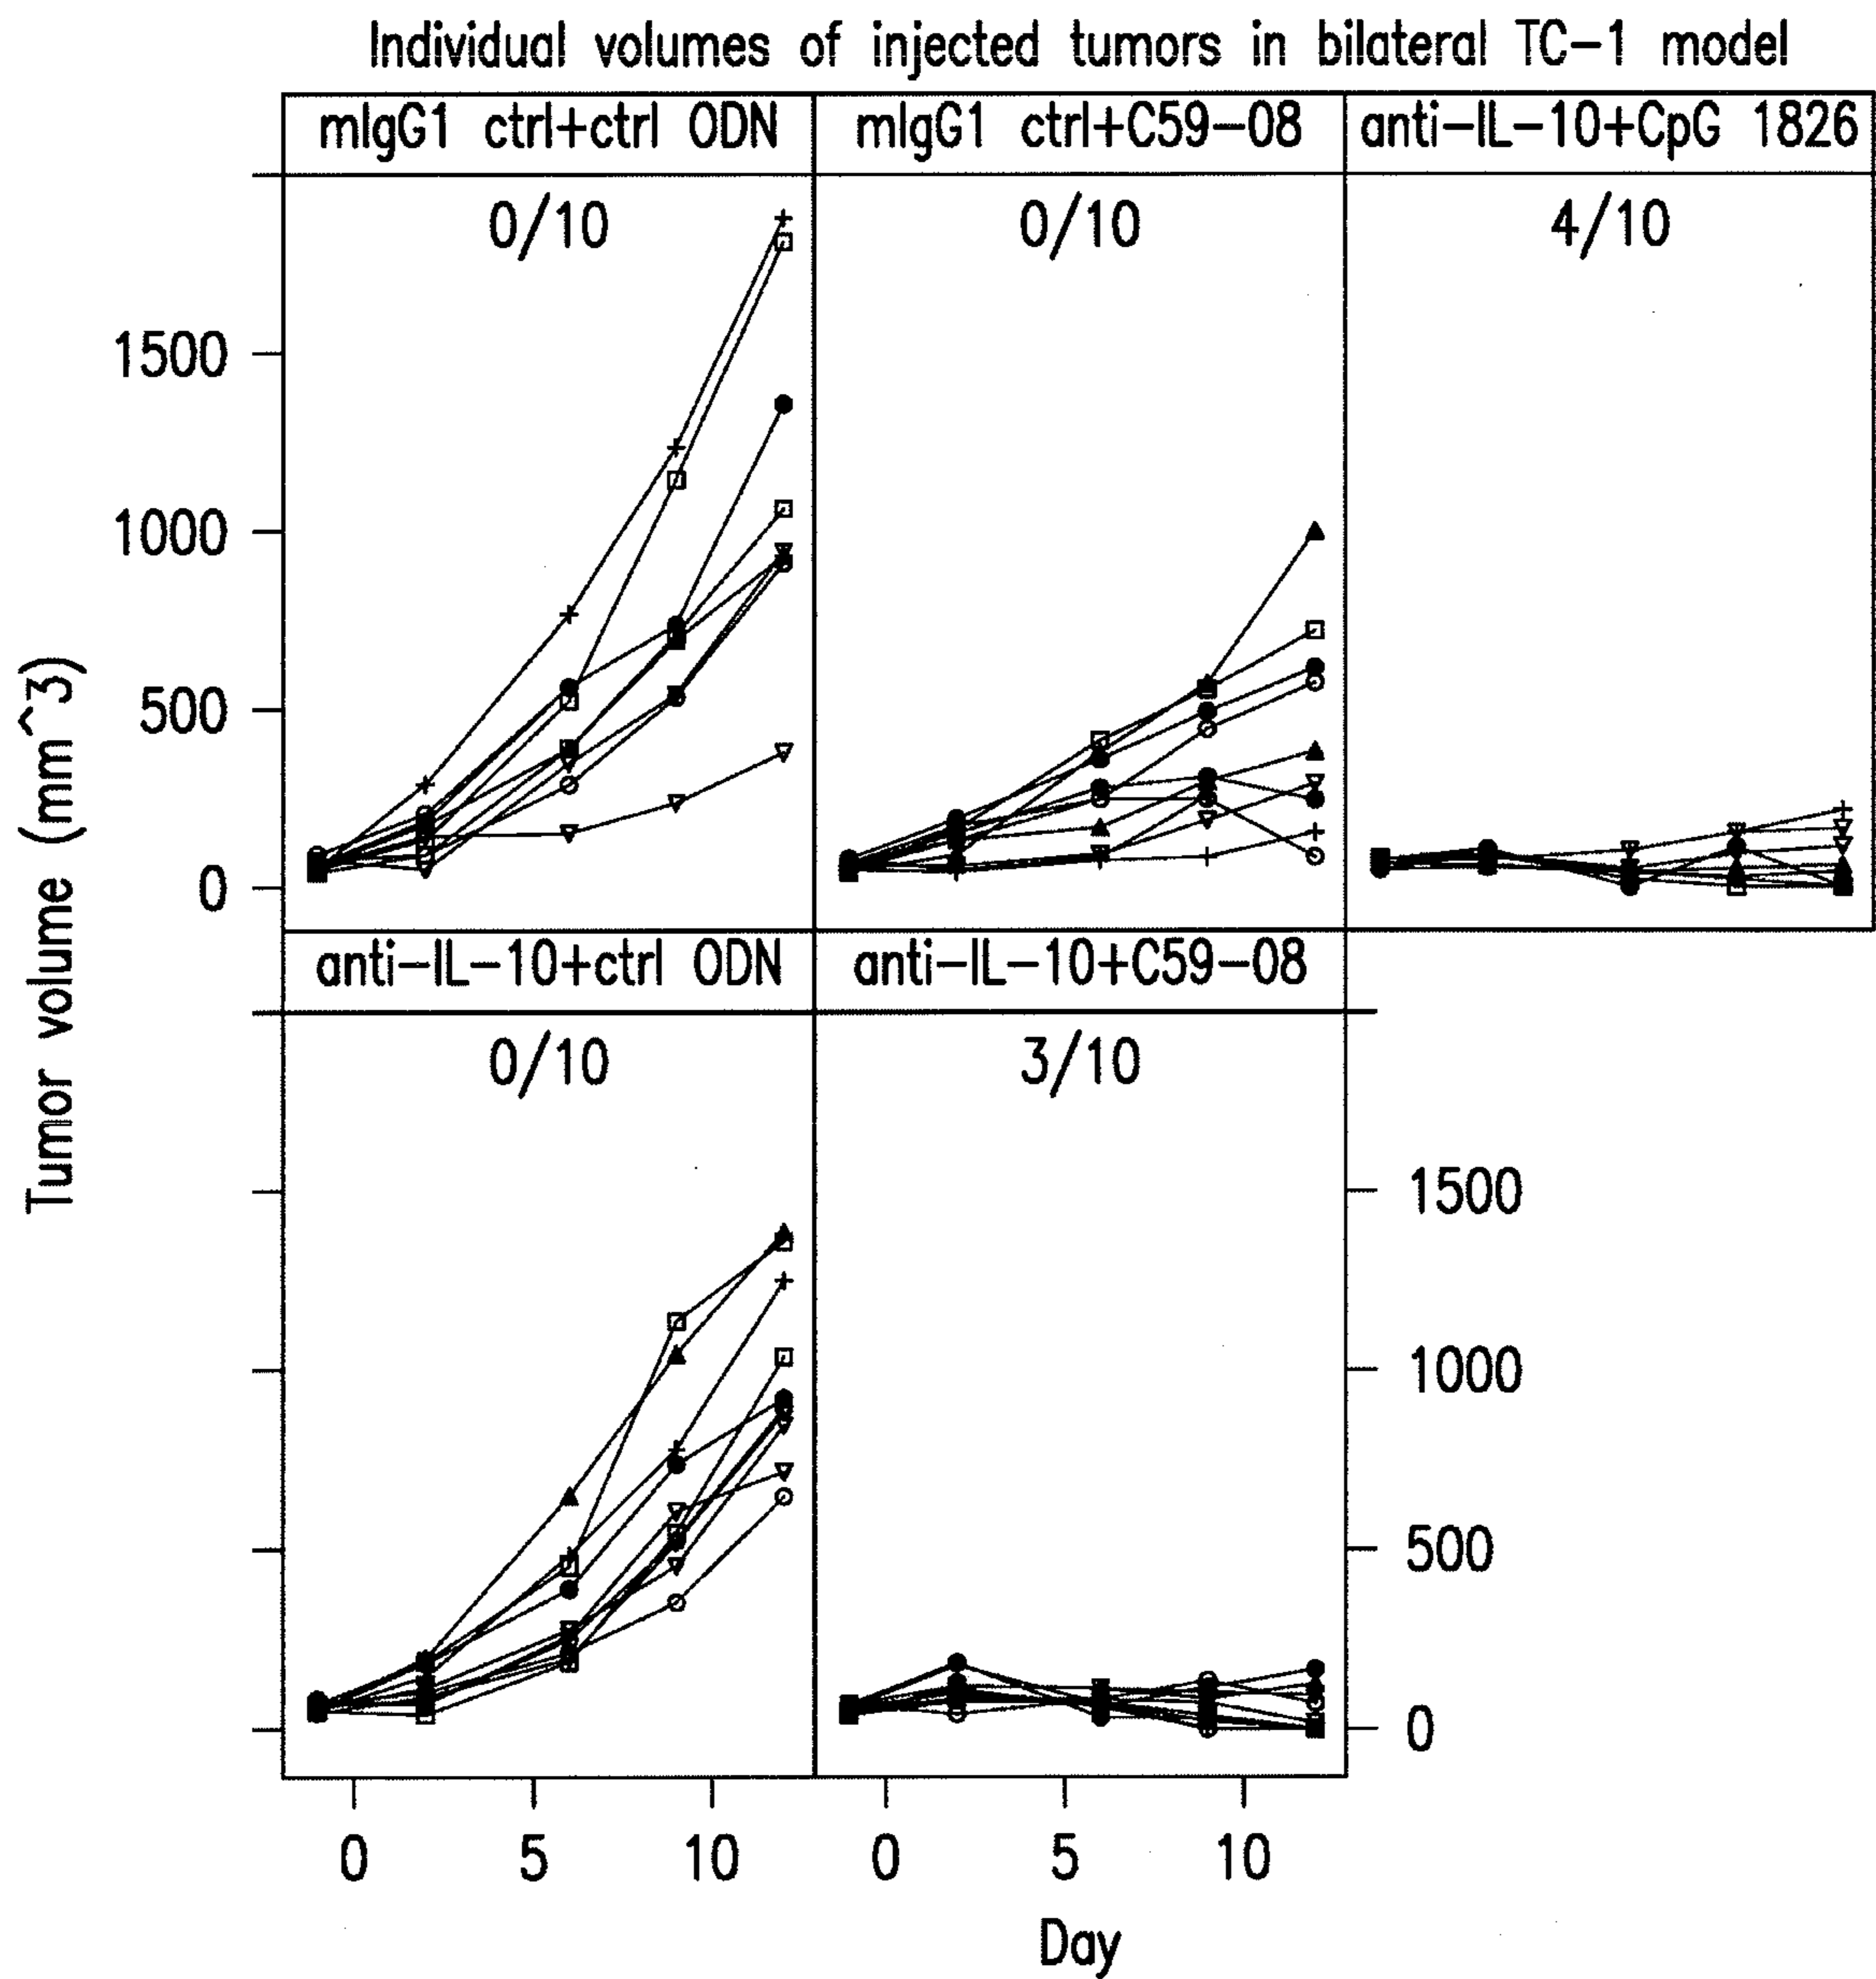 Individual volumes of injected tumors in bilateral TC-1 model
mIgG1 ctrl+ctrl ODN
mIgG1 ctrl+C59-08
anti-IL-10+CpG 1826
0/10
0/10
4/10
1500
1000
500
0
Tumor volume (mm^3)
anti-IL-10+ctrl ODN
anti-IL-10+C59-08
0/10
3/10
1500
1000
500
0
0 5 10 0 5 10
Day